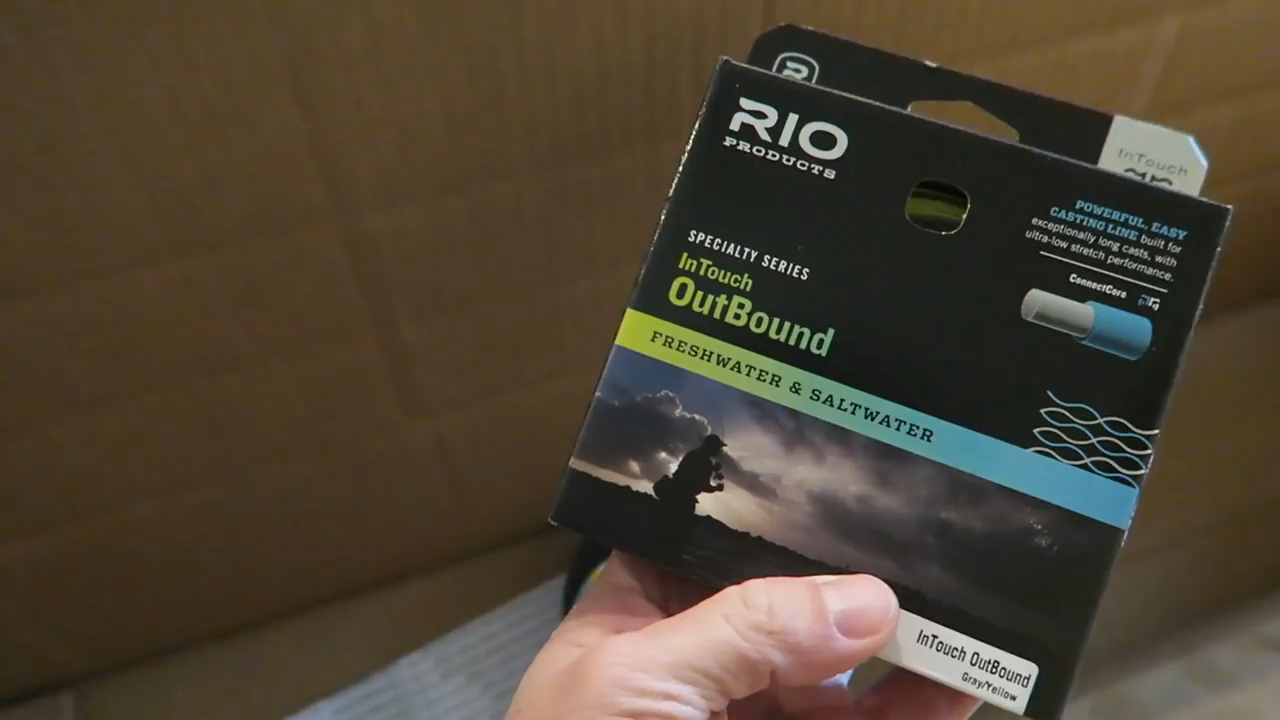 RIO
PRODUCTS
InTouch
POWERFUL, EASY
CASTING LINE built for
exceptionally long casts, with
ultra-low stretch performance.
ConnectCore
SPECIALTY SERIES
InTouch
OutBound
FRESHWATER & SALTWATER
InTouch OutBound
Gray/Yellow